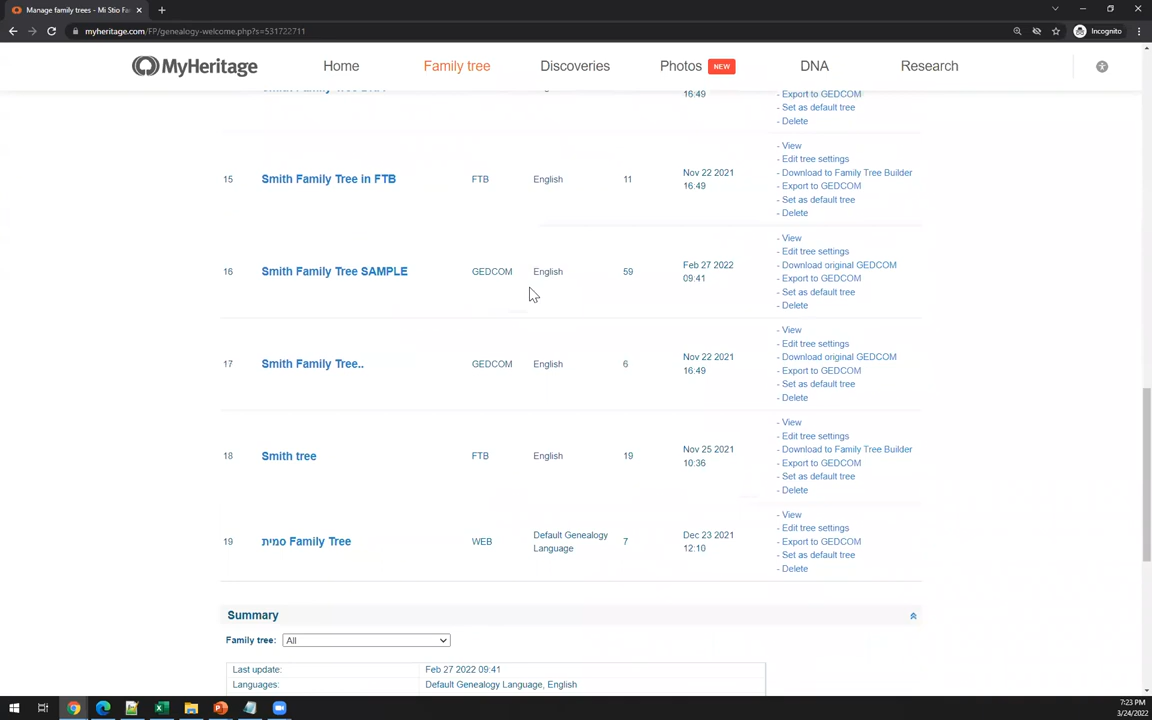 Manage family trees - Mi Stio Fa
myheritage.com/FP/genealogy-welcome.php?s=531722711
Incognito
MyHeritage
Home
Family tree
Discoveries
Photos NEW
DNA
Research
16:49
- Export to GEDCOM
- Set as default tree
- Delete
15 Smith Family Tree in FTB FTB English 11 Nov 22 2021
16:49
- View
- Edit tree settings
- Download to Family Tree Builder
- Export to GEDCOM
- Set as default tree
- Delete
16 Smith Family Tree SAMPLE GEDCOM English 59 Feb 27 2022
09:41
- View
- Edit tree settings
- Download original GEDCOM
- Export to GEDCOM
- Set as default tree
- Delete
17 Smith Family Tree.. GEDCOM English 6 Nov 22 2021
16:49
- View
- Edit tree settings
- Download original GEDCOM
- Export to GEDCOM
- Set as default tree
- Delete
18 Smith tree FTB English 19 Nov 25 2021
10:36
- View
- Edit tree settings
- Download to Family Tree Builder
- Export to GEDCOM
- Set as default tree
- Delete
19 סמית Family Tree WEB Default Genealogy
Language 7 Dec 23 2021
12:10
- View
- Edit tree settings
- Export to GEDCOM
- Set as default tree
- Delete
Summary
Family tree: All
Last update: Feb 27 2022 09:41
Languages: Default Genealogy Language, English
7:23 PM
3/24/2022